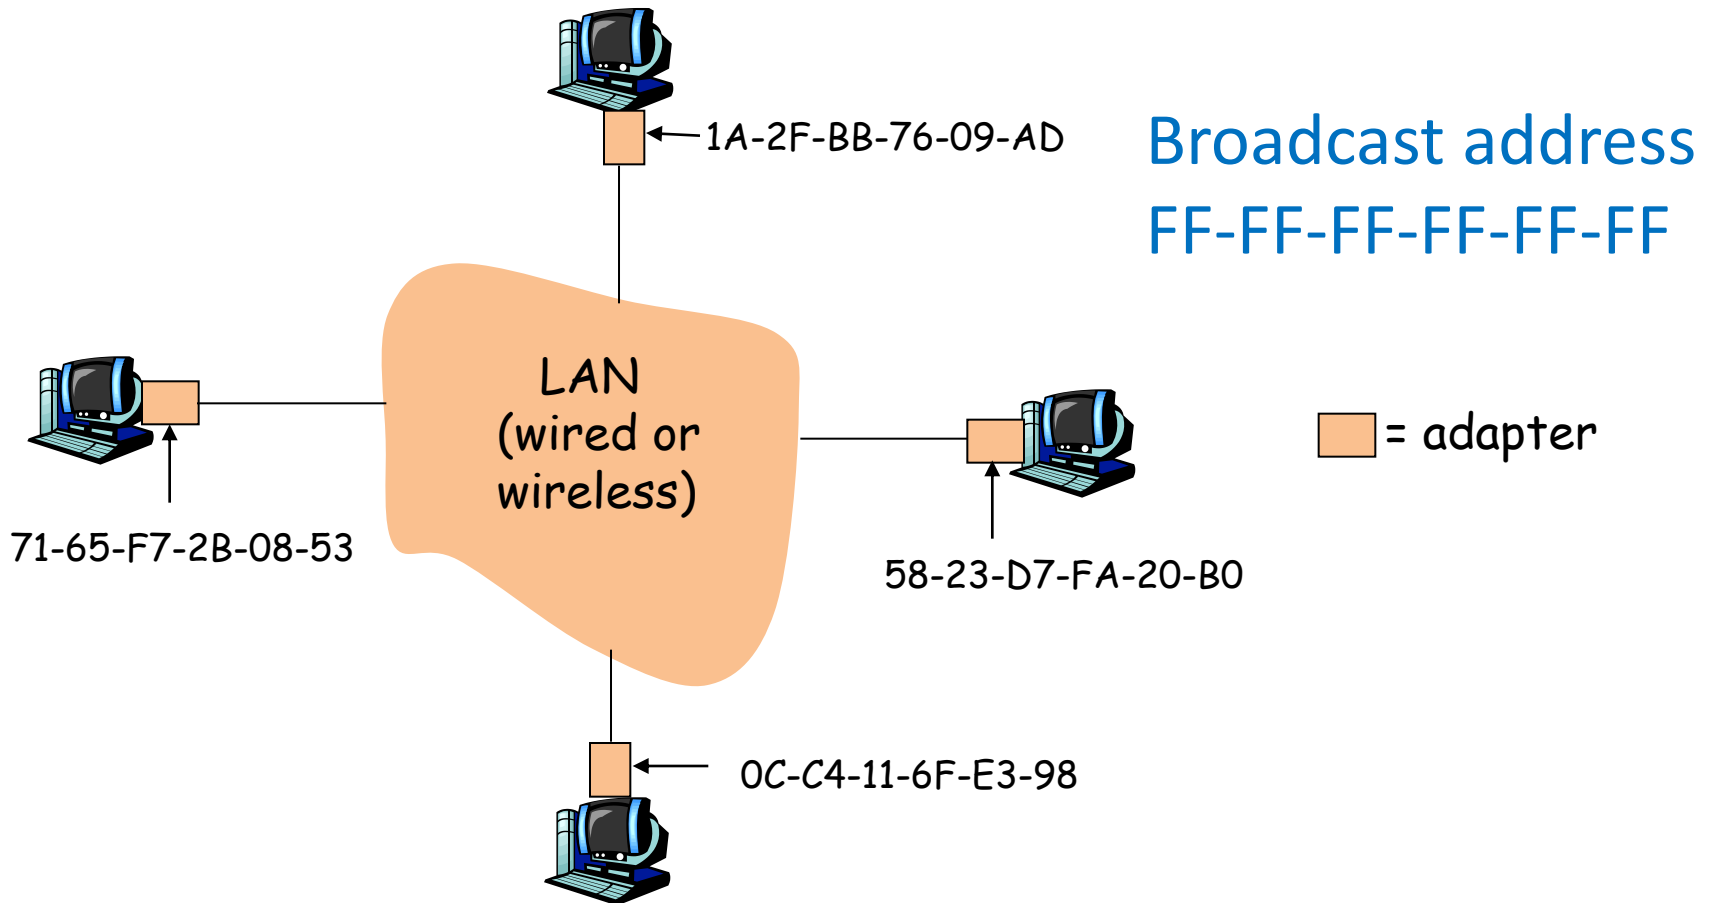 1A-2F-BB-76-09-AD
Broadcast address
FF-FF-FF-FF-FF-FF
LAN
(wired or
wireless)
= adapter
71-65-F7-2B-08-53
58-23-D7-FA-20-B0
0C-C4-11-6F-E3-98